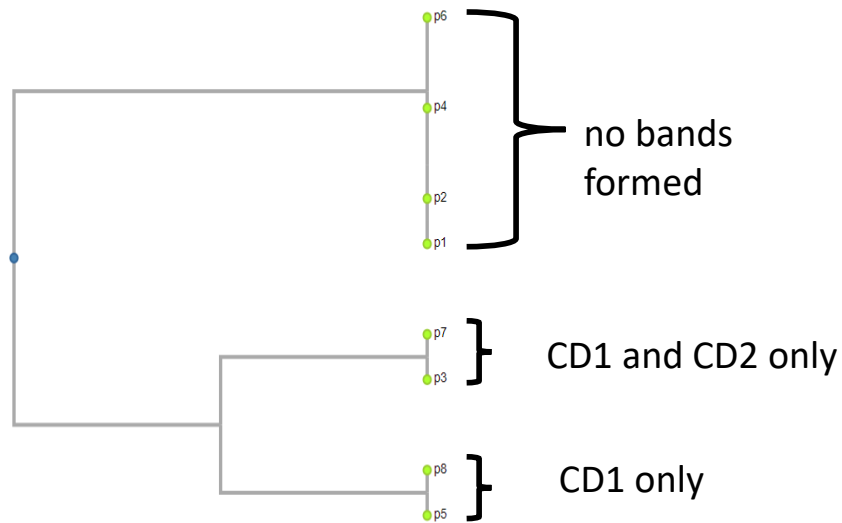 p6
p4
no bands
formed
p2
p1
p7
CD1 and CD2 only
p3
p8
CD1 only
p5